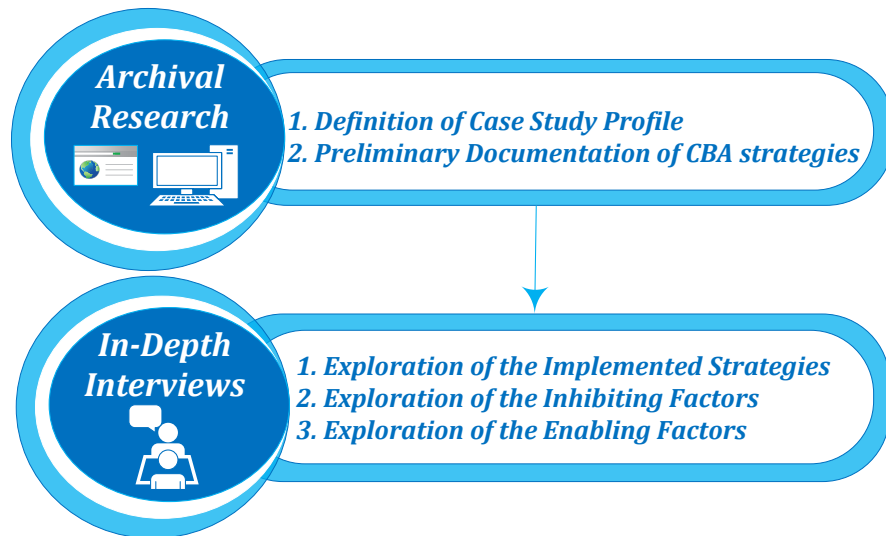 Archival
Research
1. Definition of Case Study Profile
2. Preliminary Documentation of CBA strategies
In-Depth
Interviews
1. Exploration of the Implemented Strategies
2. Exploration of the Inhibiting Factors
3. Exploration of the Enabling Factors